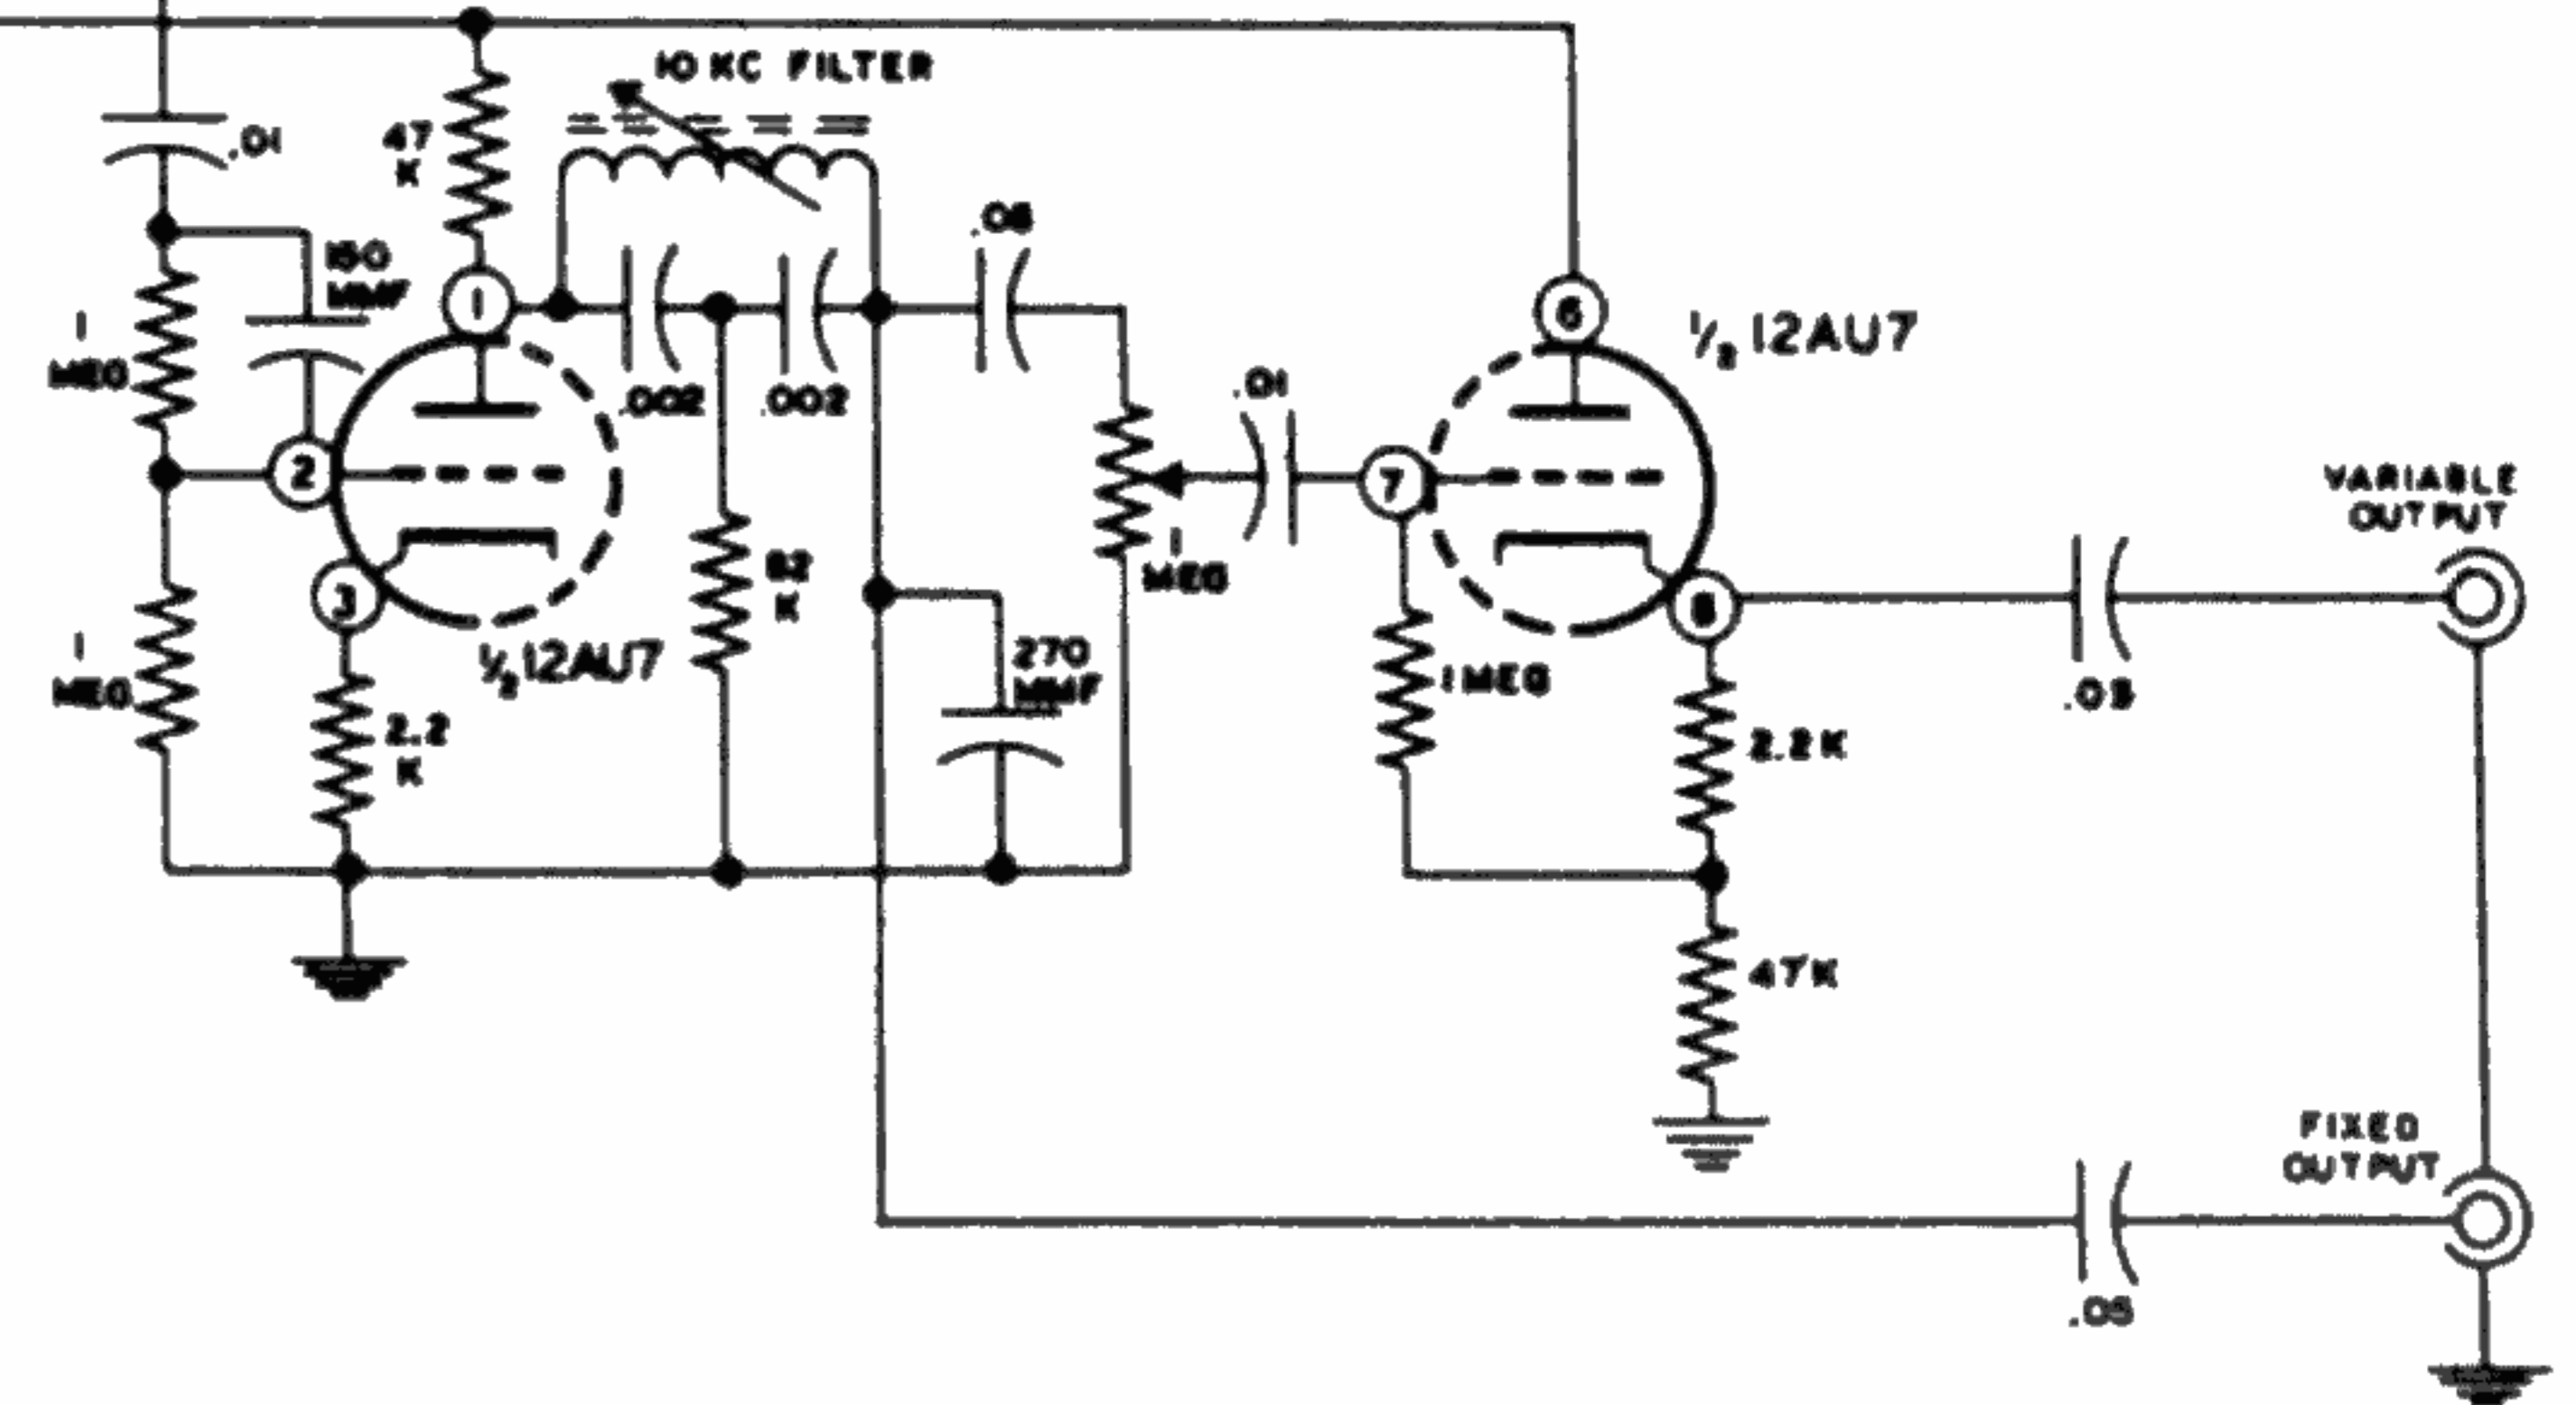 10 KC FILTER
.01
47
K
150
MMF
1
MEG
1
2
3
.002
.002
.05
1
MEG
2.2
K
½ 12AU7
82
K
270
MMF
.01
1
MEG
6
7
8
½ 12AU7
1 MEG
2.2K
47K
VARIABLE
OUTPUT
FIXED
OUTPUT
.05